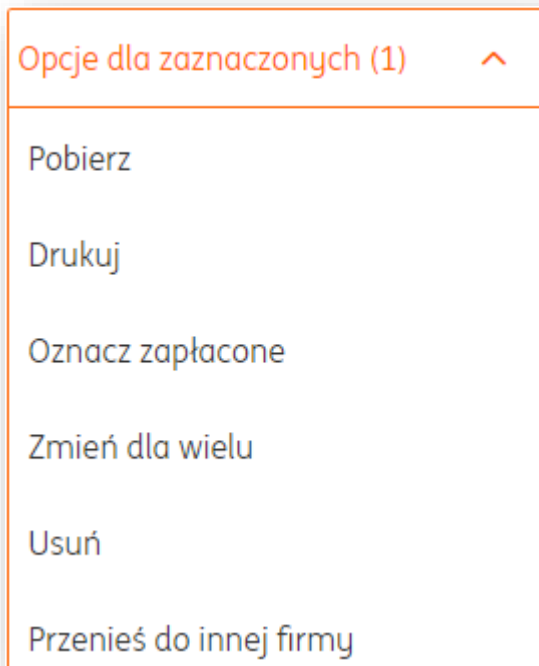 Opcje dla zaznaczonych (1)
Pobierz
Drukuj
Oznacz zapłacone
Zmień dla wielu
Usuń
Przenieś do innej firmy